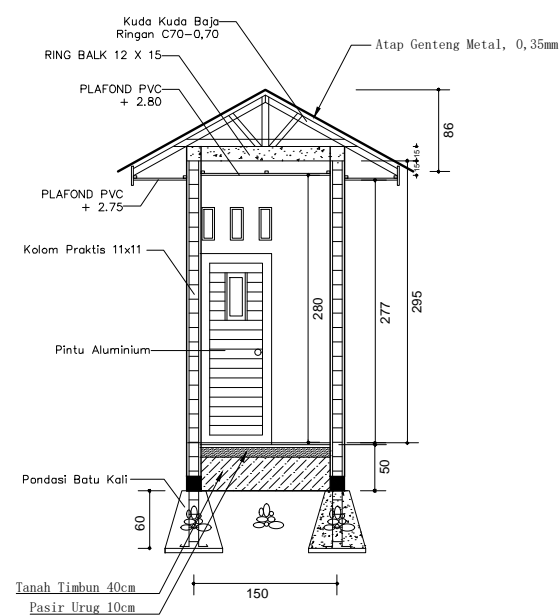 Kuda Kuda Baja
Ringan C70-0,70
Atap Genteng Metal, 0,35mm
RING BALK 12 X 15
PLAFOND PVC
+ 2.80
86
15
15
PLAFOND PVC
+ 2.75
Kolom Praktis 11x11
280
277
295
Pintu Aluminium
50
Pondasi Batu Kali
60
Tanah Timbun 40cm
150
Pasir Urug 10cm